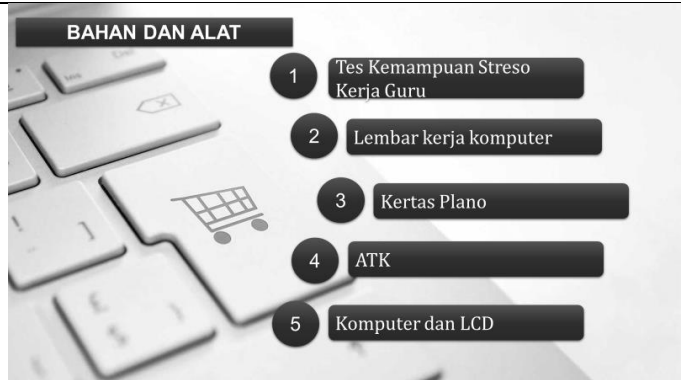 BAHAN DAN ALAT
1
Tes Kemampuan Streso
Kerja Guru
2
Lembar kerja komputer
3
Kertas Plano
4
ATK
5
Komputer dan LCD